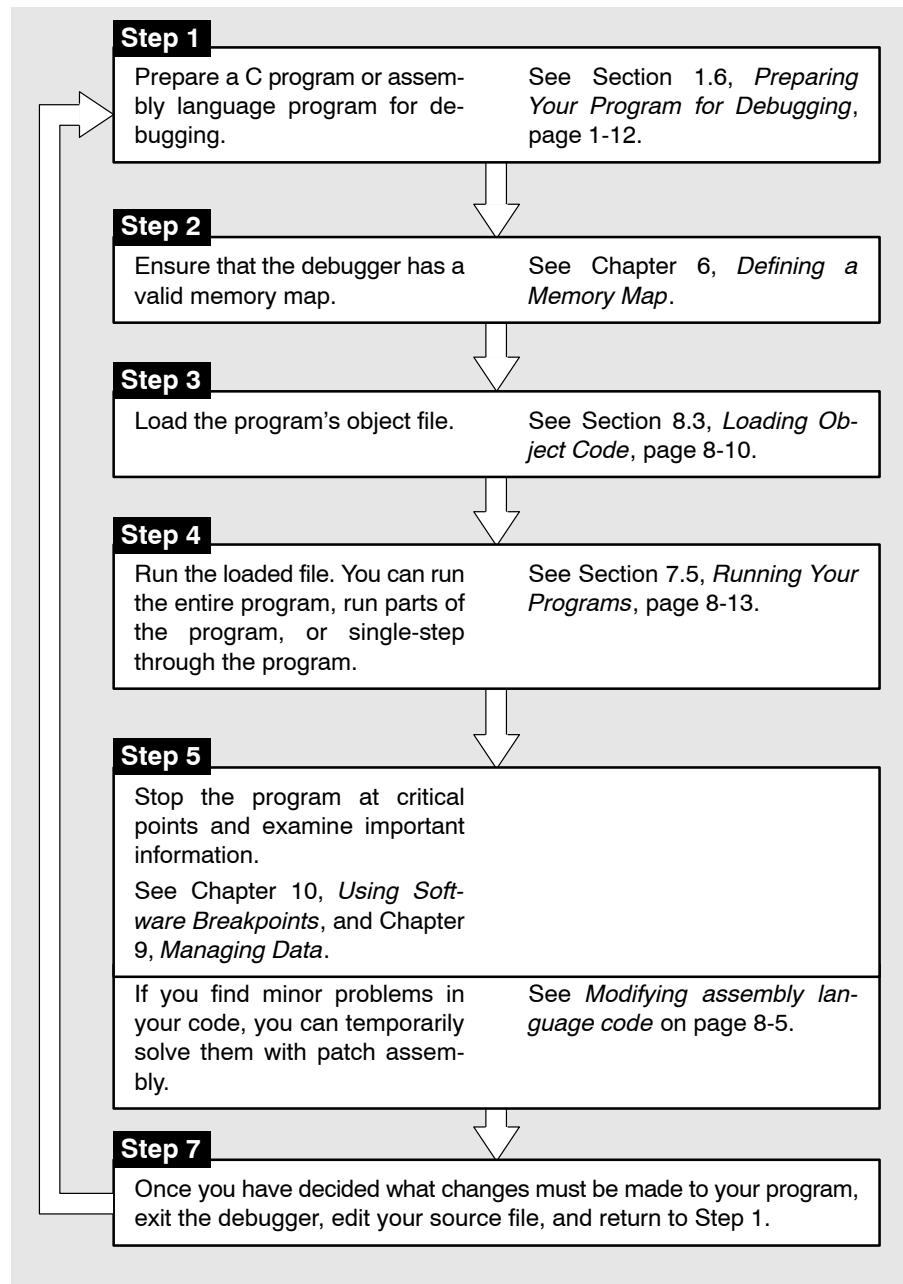 Step 1
Prepare a C program or assem-
bly language program for de-
bugging.
See Section 1.6, Preparing
Your Program for Debugging,
page 1-12.
Step 2
Ensure that the debugger has a
valid memory map.
See Chapter 6, Defining a
Memory Map.
Step 3
Load the program’s object file.
See Section 8.3, Loading Ob-
ject Code, page 8-10.
Step 4
Run the loaded file. You can run
the entire program, run parts of
the program, or single-step
through the program.
See Section 7.5, Running Your
Programs, page 8-13.
Step 5
Stop the program at critical
points and examine important
information.
See Chapter 10, Using Soft-
ware Breakpoints, and Chapter
9, Managing Data.
If you find minor problems in
your code, you can temporarily
solve them with patch assem-
bly.
See Modifying assembly lan-
guage code on page 8-5.
Step 7
Once you have decided what changes must be made to your program,
exit the debugger, edit your source file, and return to Step 1.